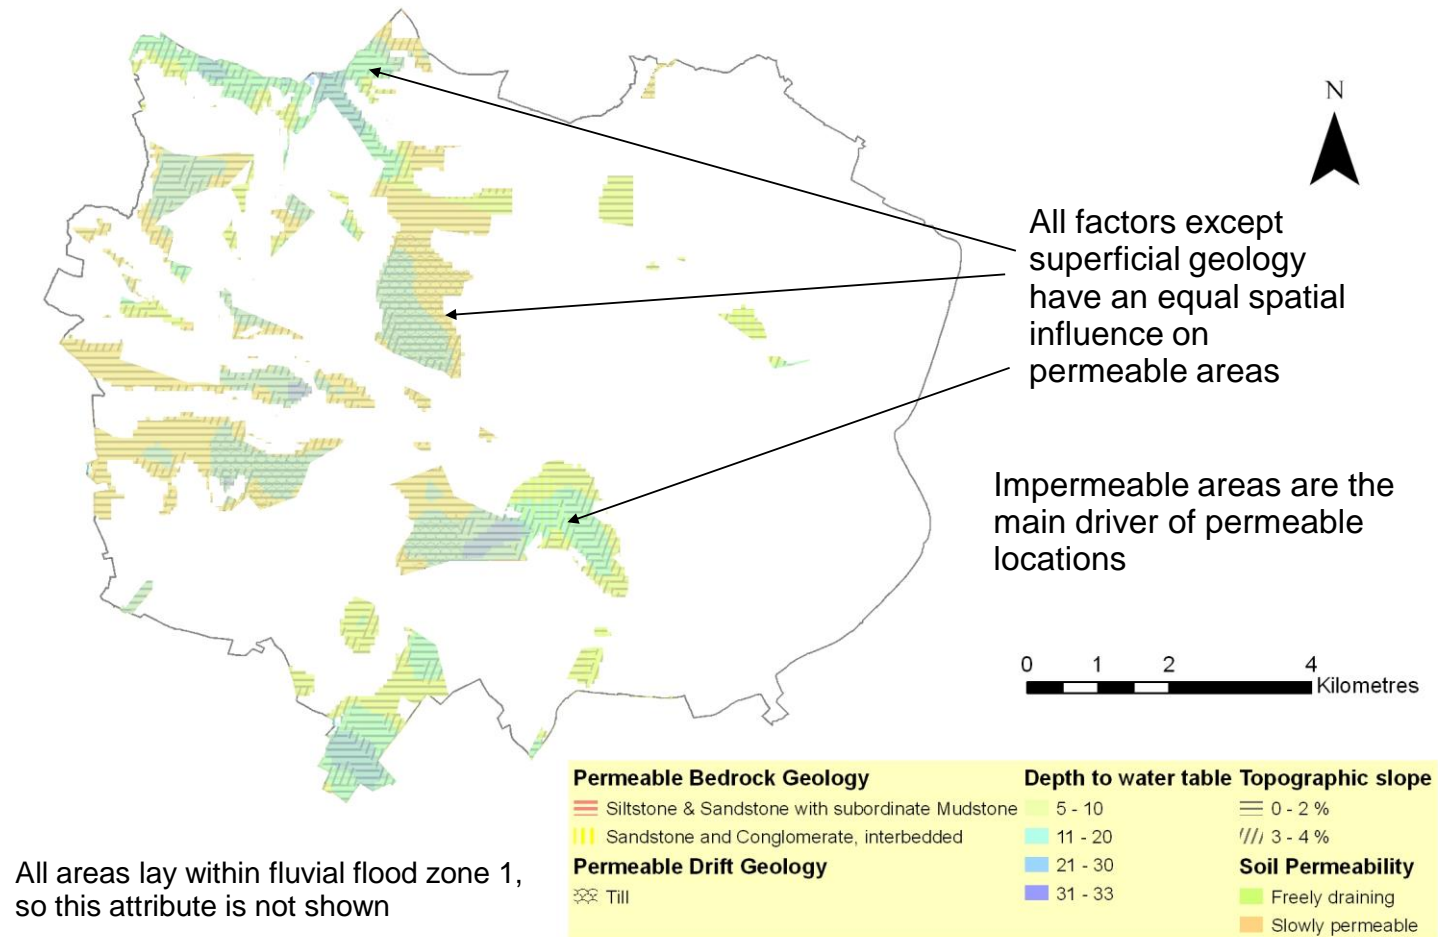 N
All factors except
superficial geology
have an equal spatial
influence on
permeable areas
Impermeable areas are the
main driver of permeable
locations
0 1 2 4
Kilometres
Permeable Bedrock Geology
Siltstone & Sandstone with subordinate Mudstone
Sandstone and Conglomerate, interbedded
Permeable Drift Geology
Till
Depth to water table
5 - 10
11 - 20
21 - 30
31 - 33
Topographic slope
0 - 2 %
3 - 4 %
Soil Permeability
Freely draining
Slowly permeable
All areas lay within fluvial flood zone 1,
so this attribute is not shown